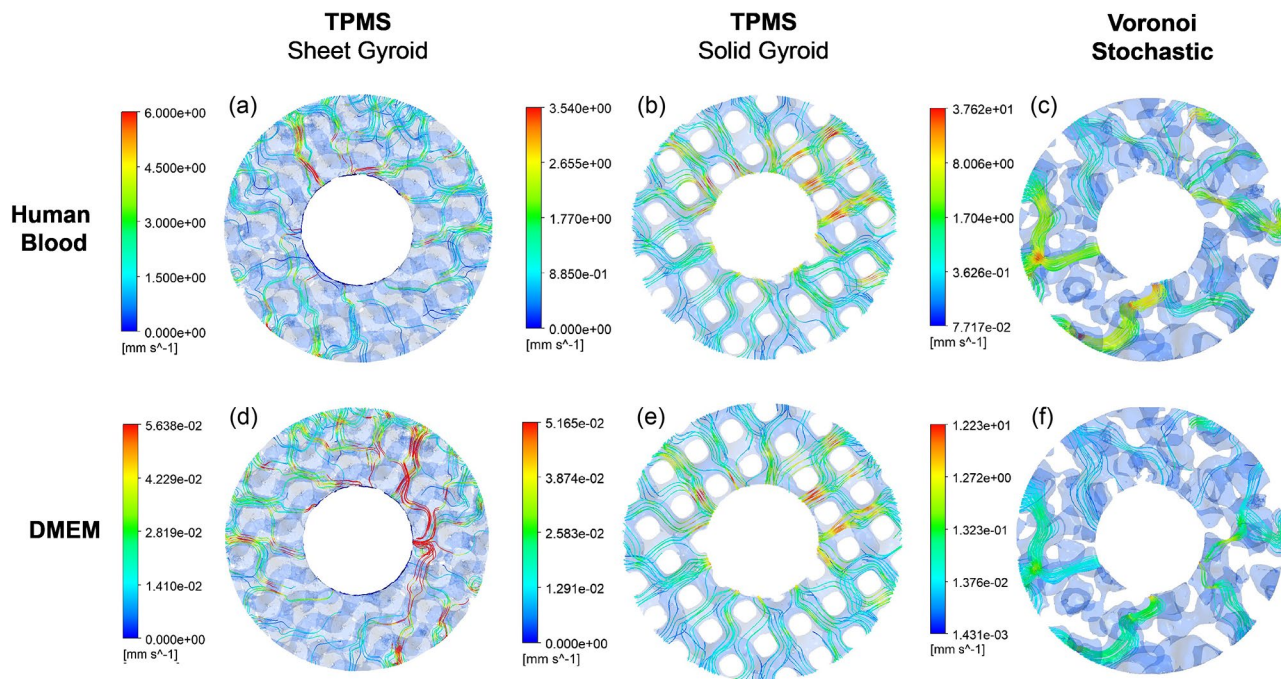 TPMS
Sheet Gyroid
TPMS
Solid Gyroid
Voronoi
Stochastic
Human
Blood
(a)
6.000e+00
4.500e+00
3.000e+00
1.500e+00
0.000e+00
[mm s^-1]
(b)
3.540e+00
2.655e+00
1.770e+00
8.850e-01
0.000e+00
[mm s^-1]
(c)
3.762e+01
8.006e+00
1.704e+00
3.626e-01
7.717e-02
[mm s^-1]
DMEM
(d)
5.638e-02
4.229e-02
2.819e-02
1.410e-02
0.000e+00
[mm s^-1]
(e)
5.165e-02
3.874e-02
2.583e-02
1.291e-02
0.000e+00
[mm s^-1]
(f)
1.223e+01
1.272e+00
1.323e-01
1.376e-02
1.431e-03
[mm s^-1]